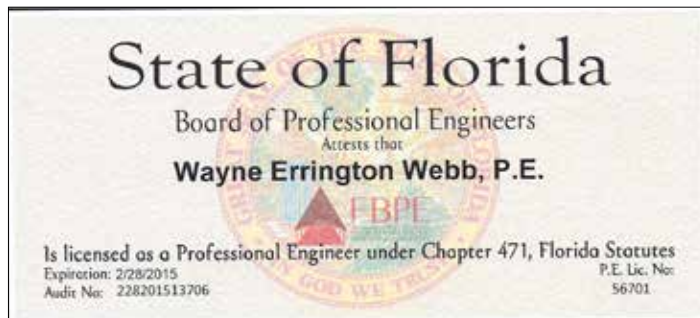 State of Florida
Board of Professional Engineers
Attests that
Wayne Errington Webb, P.E.
FBPE
Is licensed as a Professional Engineer under Chapter 471, Florida Statutes
Expiration: 2/28/2015
P.E. Lic. No:
Audit No: 228201513706
56701
IN GOD WE TRUST